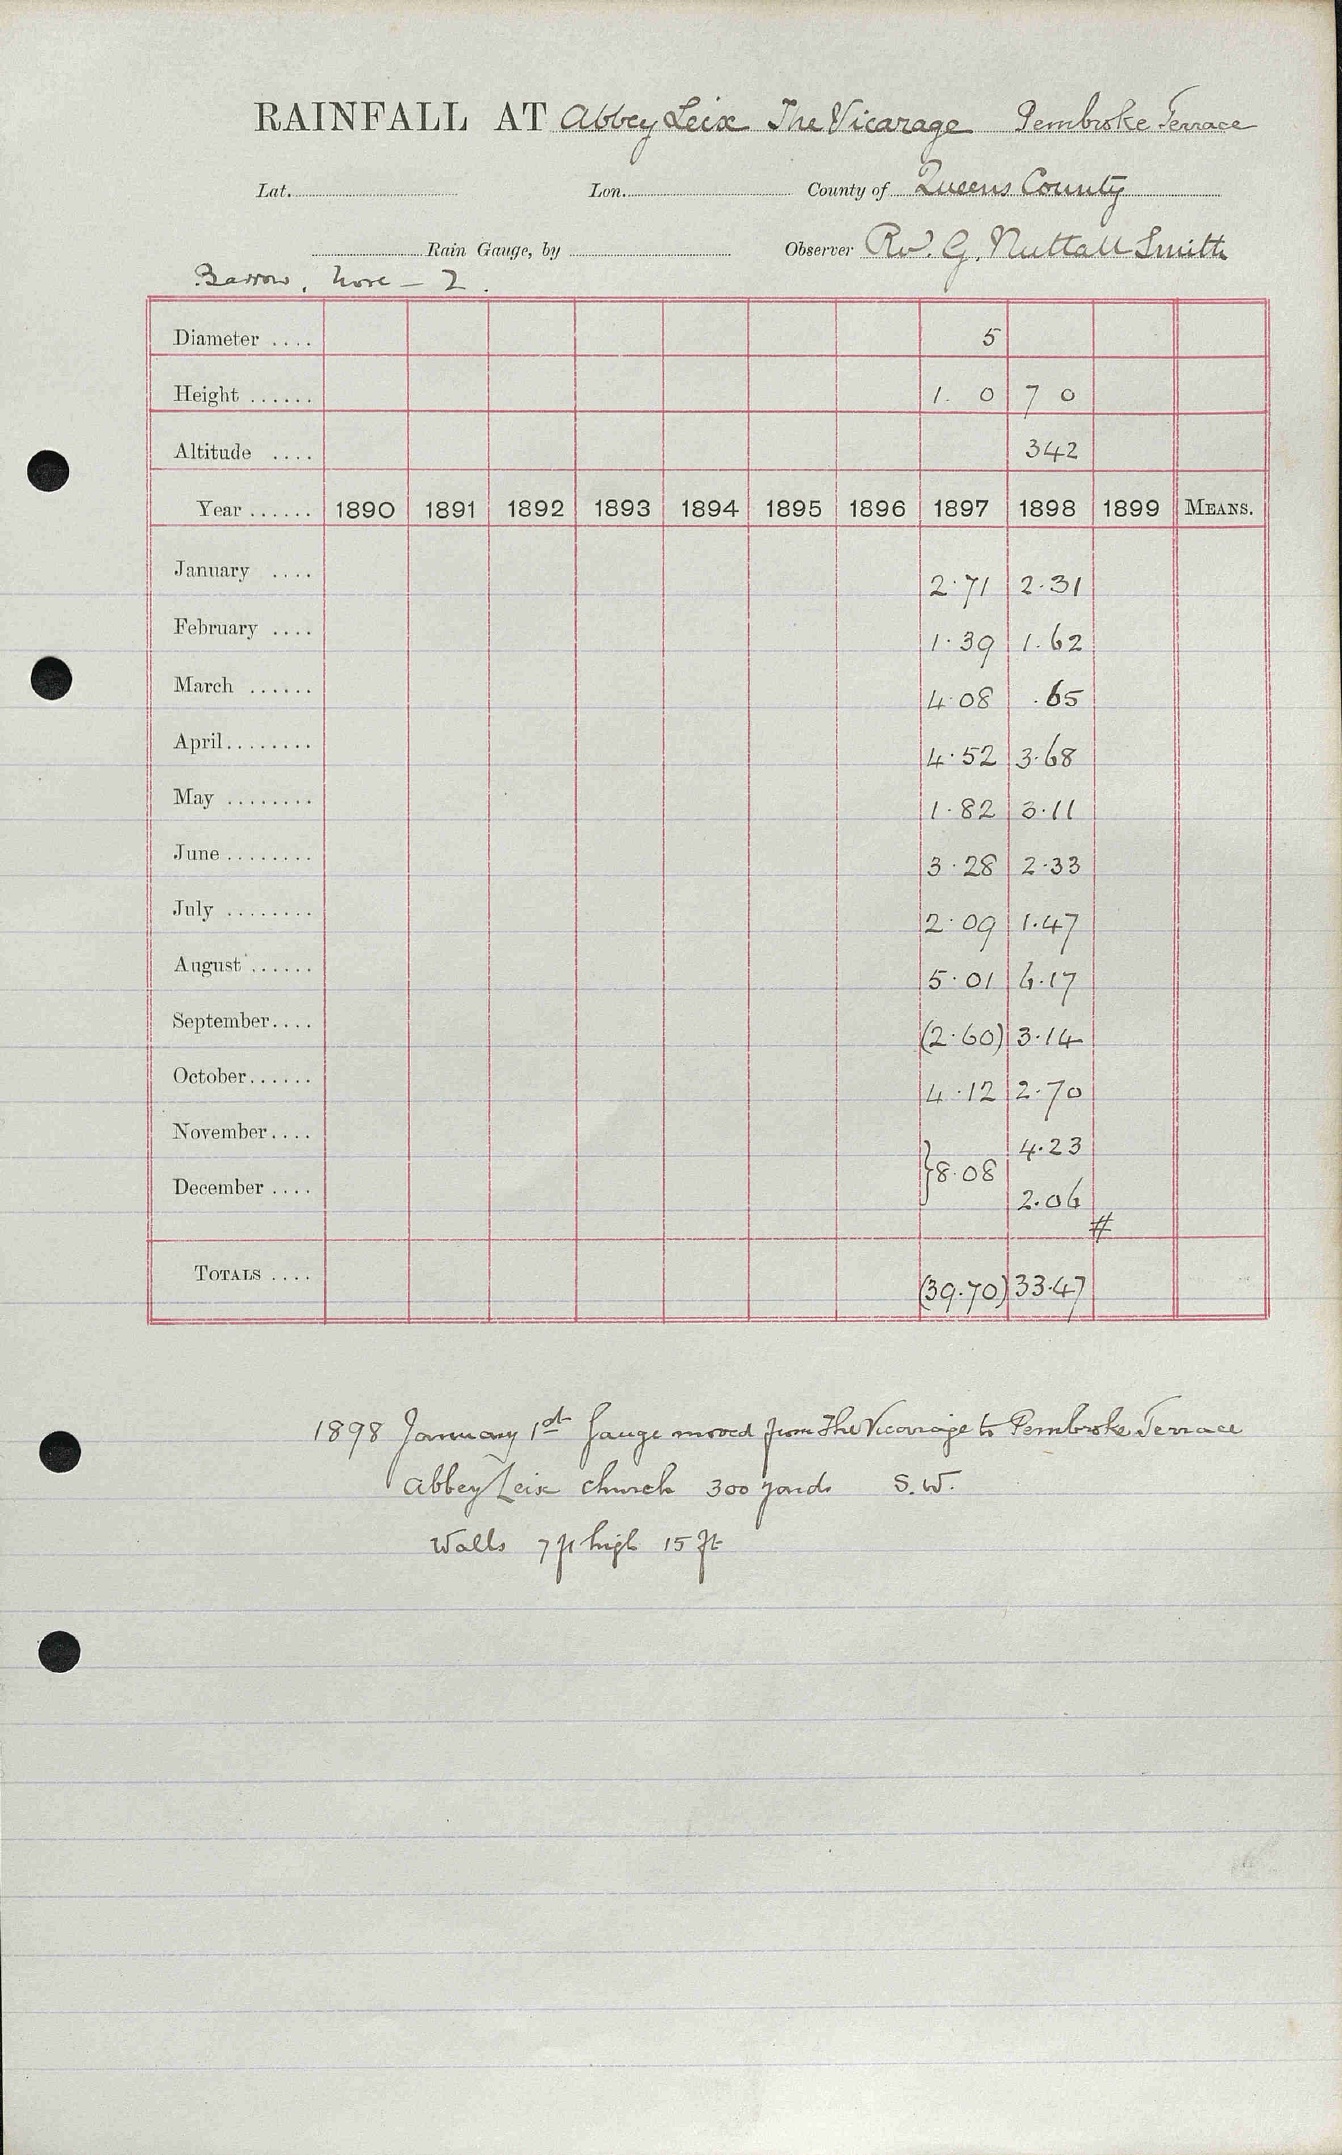 RAINFALL AT Abbey Leix The Vicarage Pembroke Terrace
Lat. Lon. County of Queens County
Rain Gauge, by Observer Rev. G. Nuttall Smith
Barrow, Nore - 2.
Diameter .... 5
Height ...... 1. 0 7 0
Altitude .... 342
Year ...... 1890 1891 1892 1893 1894 1895 1896 1897 1898 1899 MEANS.
January .... 2.71 2.31
February .... 1.39 1.62
March ...... 4.08 .65
April........ 4.52 3.68
May ........ 1.82 3.11
June ........ 3.28 2.33
July ........ 2.09 1.47
August ...... 5.01 6.17
September.... (2.60) 3.14
October...... 4.12 2.70
November.... 4.23
} 8.08
December .... 2.06
#
TOTALS .... (39.70) 33.47
1898 January 1st Gauge moved from The Vicarage to Pembroke Terrace
Abbey Leix church 300 yards S.W.
Walls 7 ft high 15 ft